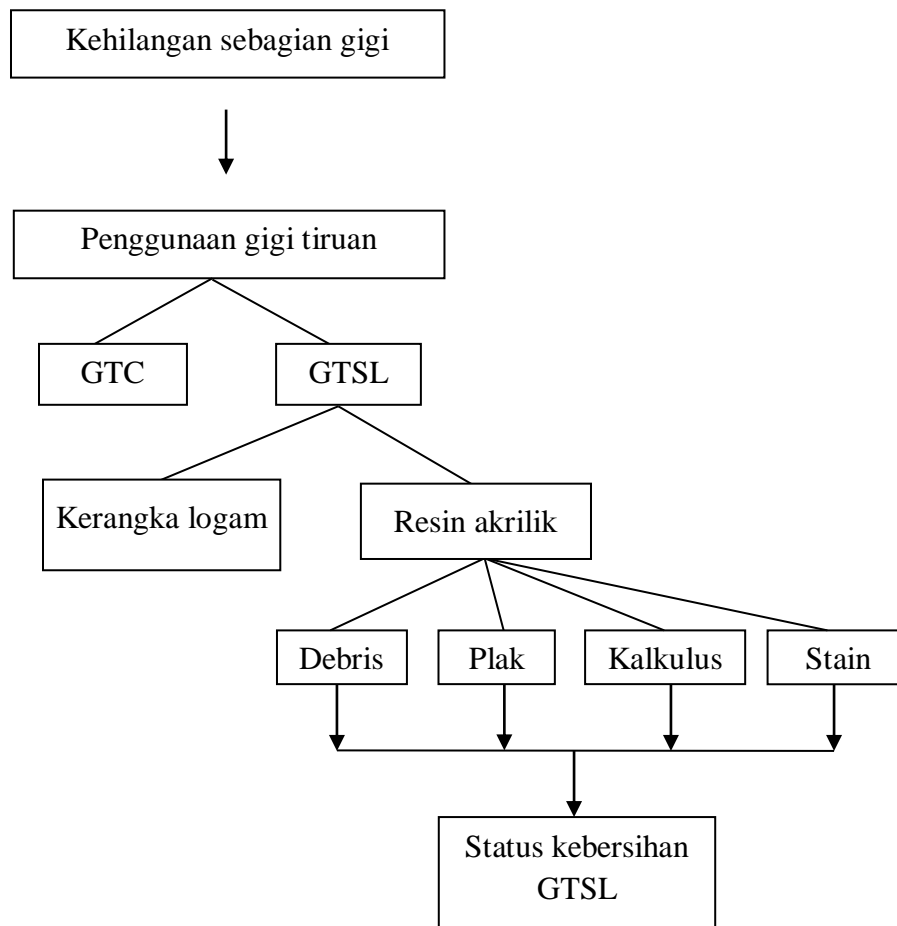 Kehilangan sebagian gigi
Penggunaan gigi tiruan
GTC
GTSL
Kerangka logam
Resin akrilik
Debris
Plak
Kalkulus
Stain
Status kebersihan
GTSL